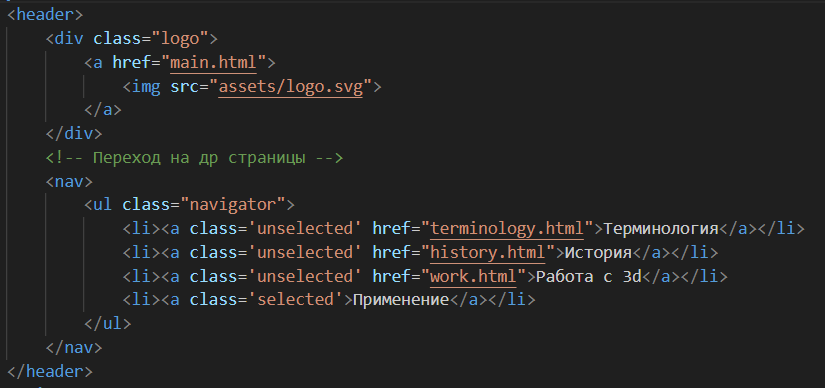 <header>
    <div class="logo">
        <a href="main.html">
            <img src="assets/logo.svg">
        </a>
    </div>
    <!-- Переход на др страницы -->
    <nav>
        <ul class="navigator">
            <li><a class='unselected' href="terminology.html">Терминология</a></li>
            <li><a class='unselected' href="history.html">История</a></li>
            <li><a class='unselected' href="work.html">Работа с 3d</a></li>
            <li><a class='selected'>Применение</a></li>
        </ul>
    </nav>
</header>